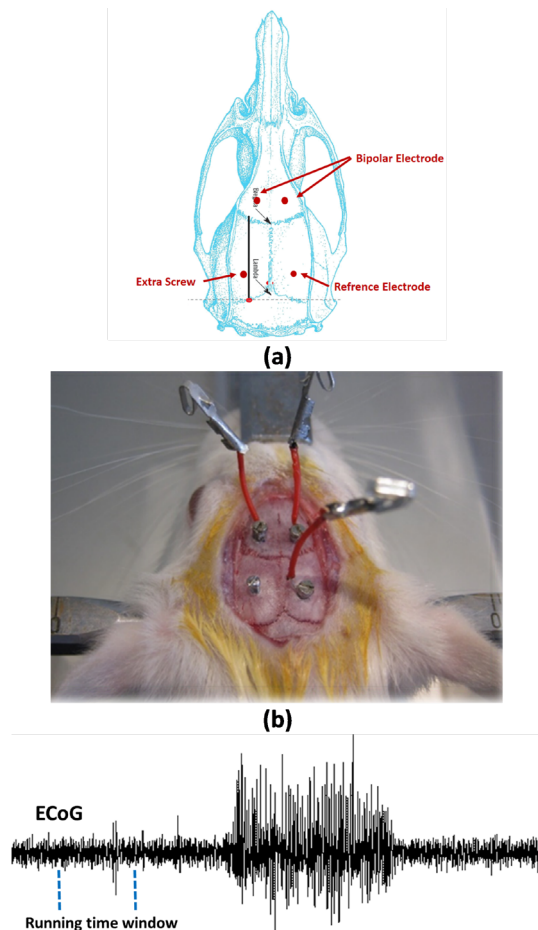 Bipolar Electrode
Bregma
Lambda
Extra Screw
Refrence Electrode
(a)
(b)
ECoG
Running time window